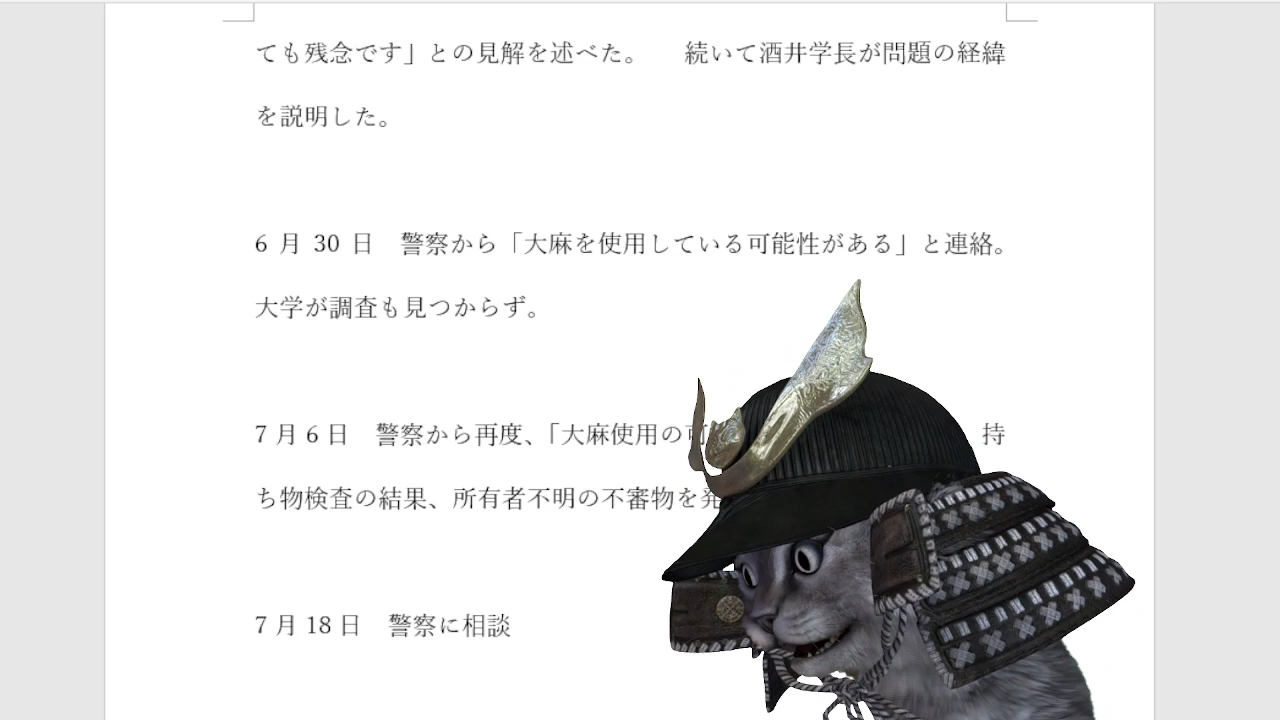 ても残念です」との見解を述べた。　続いて酒井学長が問題の経緯
を説明した。
6 月 30 日　警察から「大麻を使用している可能性がある」と連絡。
大学が調査も見つからず。
7 月 6 日　警察から再度、「大麻使用の 持
ち物検査の結果、所有者不明の不審物を発
7 月 18 日　警察に相談